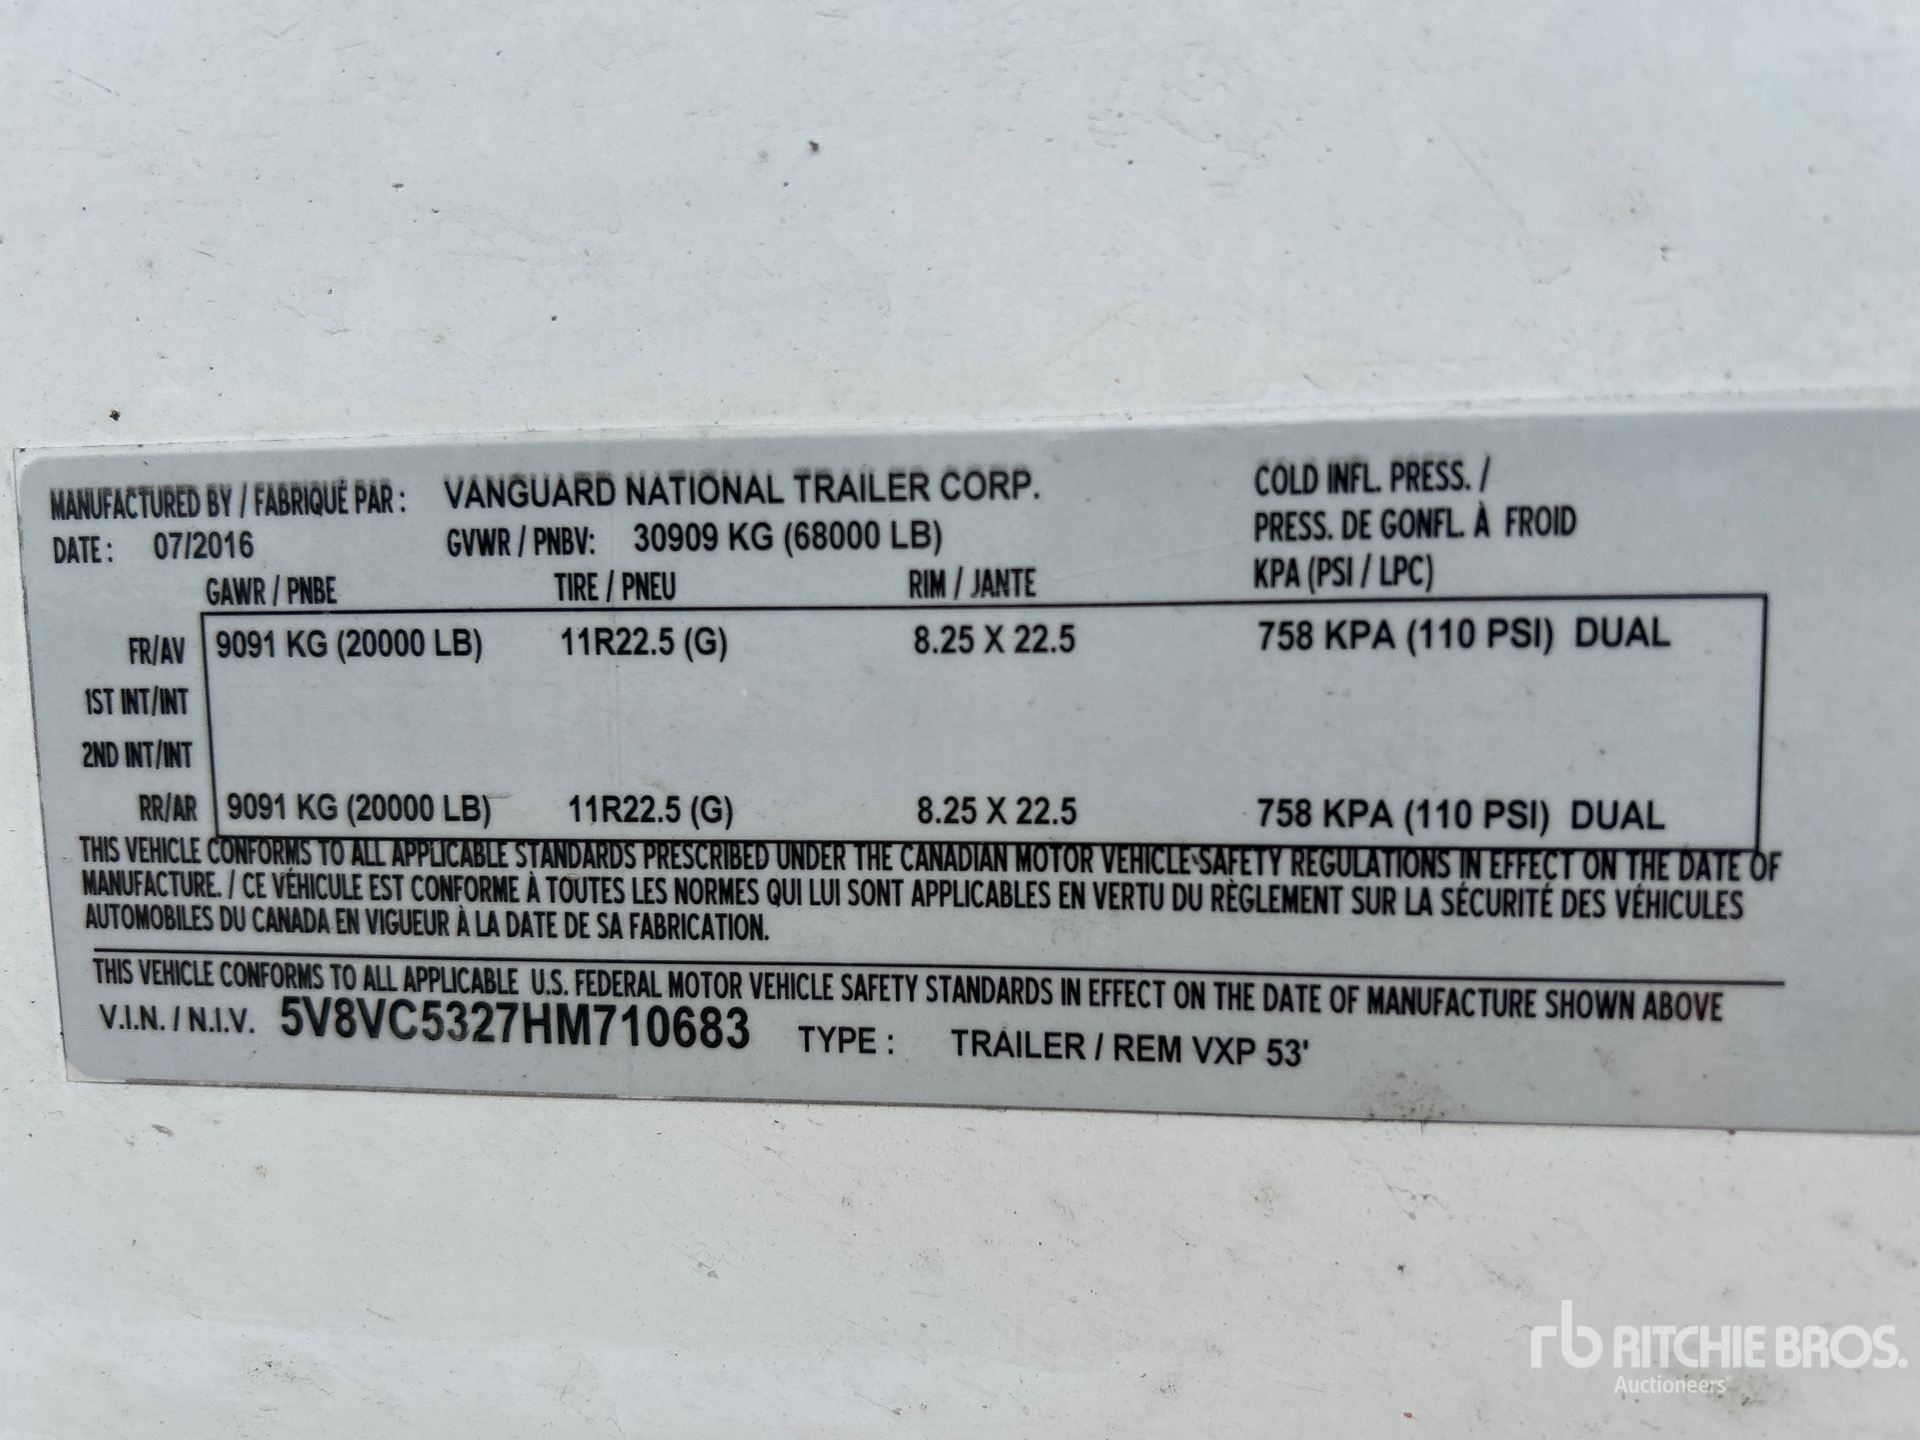 MANUFACTURED BY / FABRIQUÉ PAR : VANGUARD NATIONAL TRAILER CORP.
DATE : 07/2016 GVWR / PNBV: 30909 KG (68000 LB)
COLD INFL. PRESS. /
PRESS. DE GONFL. À FROID
KPA (PSI / LPC)
GAWR / PNBE TIRE / PNEU RIM / JANTE
FR/AV 9091 KG (20000 LB) 11R22.5 (G) 8.25 X 22.5 758 KPA (110 PSI) DUAL
1ST INT/INT
2ND INT/INT
RR/AR 9091 KG (20000 LB) 11R22.5 (G) 8.25 X 22.5 758 KPA (110 PSI) DUAL
THIS VEHICLE CONFORMS TO ALL APPLICABLE STANDARDS PRESCRIBED UNDER THE CANADIAN MOTOR VEHICLE SAFETY REGULATIONS IN EFFECT ON THE DATE OF
MANUFACTURE. / CE VÉHICULE EST CONFORME À TOUTES LES NORMES QUI LUI SONT APPLICABLES EN VERTU DU RÈGLEMENT SUR LA SÉCURITÉ DES VÉHICULES
AUTOMOBILES DU CANADA EN VIGUEUR À LA DATE DE SA FABRICATION.
THIS VEHICLE CONFORMS TO ALL APPLICABLE U.S. FEDERAL MOTOR VEHICLE SAFETY STANDARDS IN EFFECT ON THE DATE OF MANUFACTURE SHOWN ABOVE
V.I.N. / N.I.V. 5V8VC5327HM710683 TYPE : TRAILER / REM VXP 53'
rb RITCHIE BROS.
Auctioneers